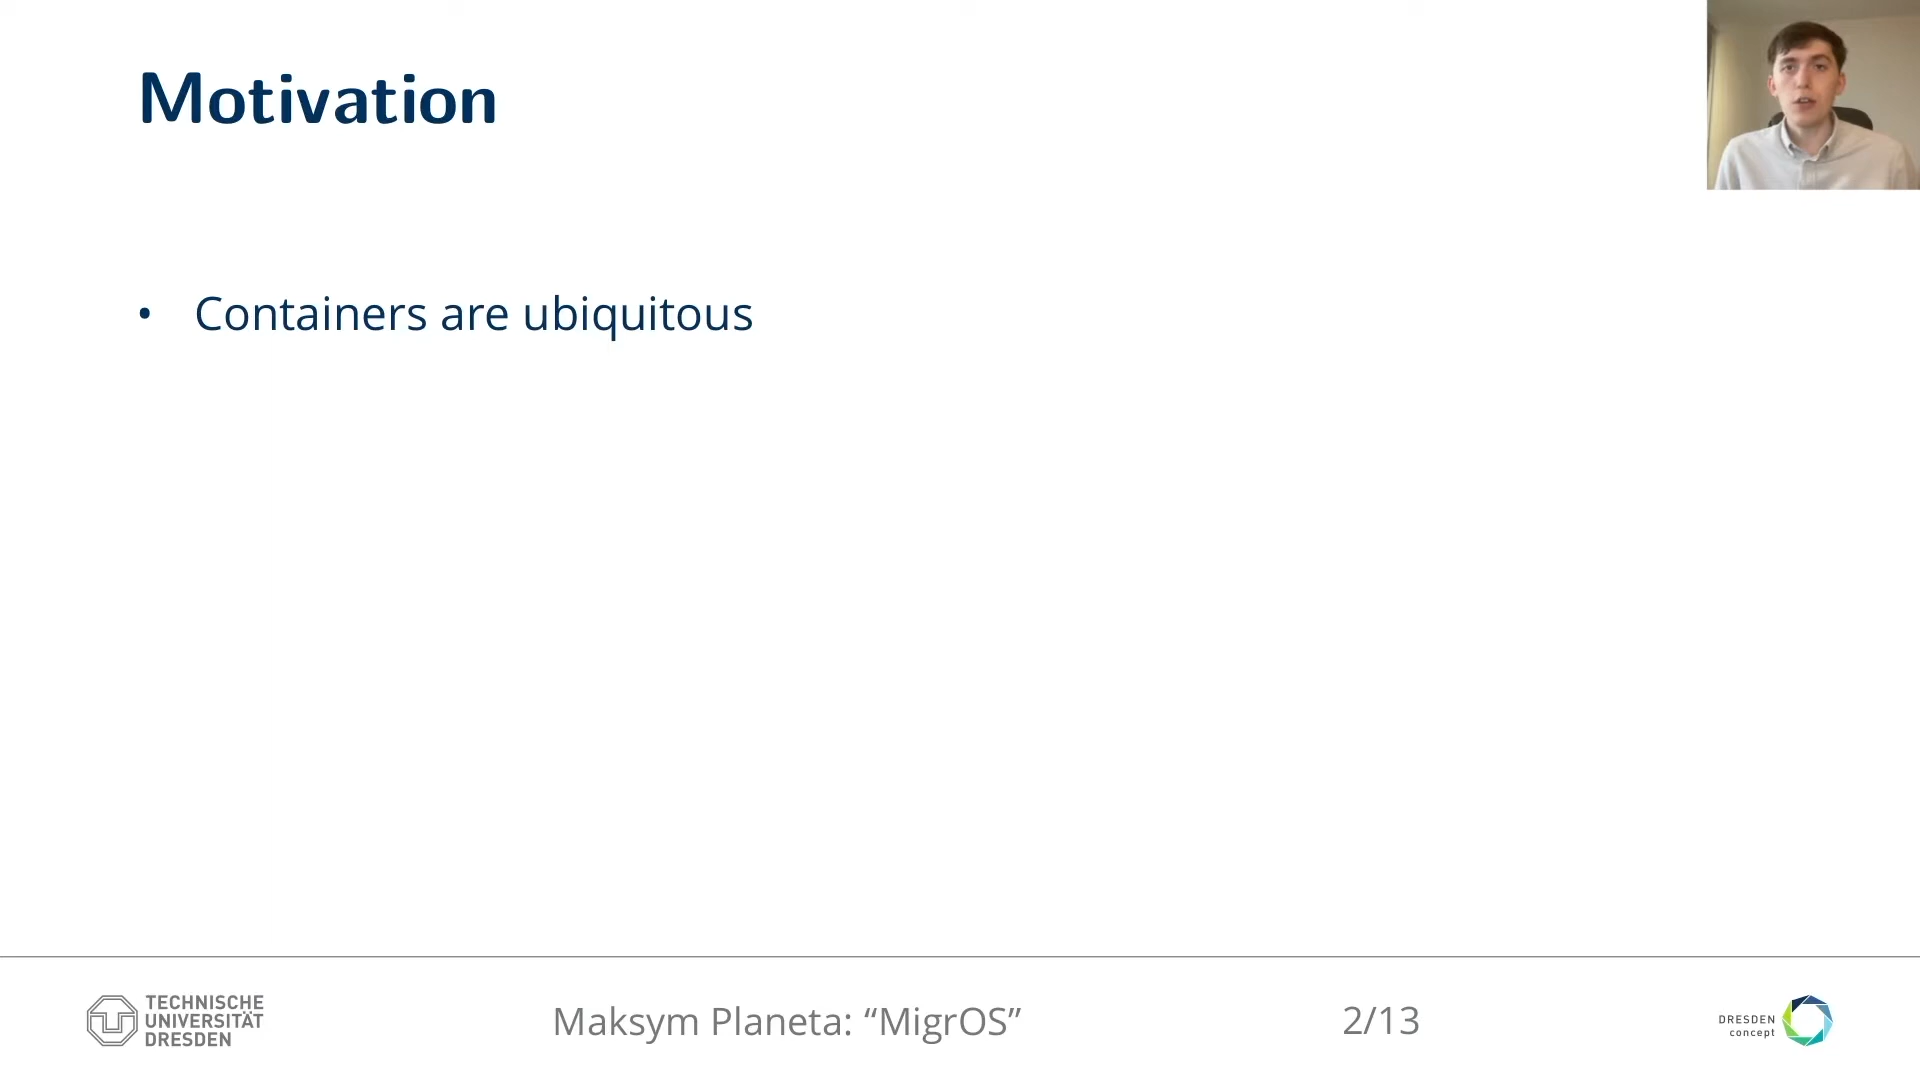 Motivation
• Containers are ubiquitous
TECHNISCHE
UNIVERSITÄT
DRESDEN
Maksym Planeta: “MigrOS”
2/13
DRESDEN
concept